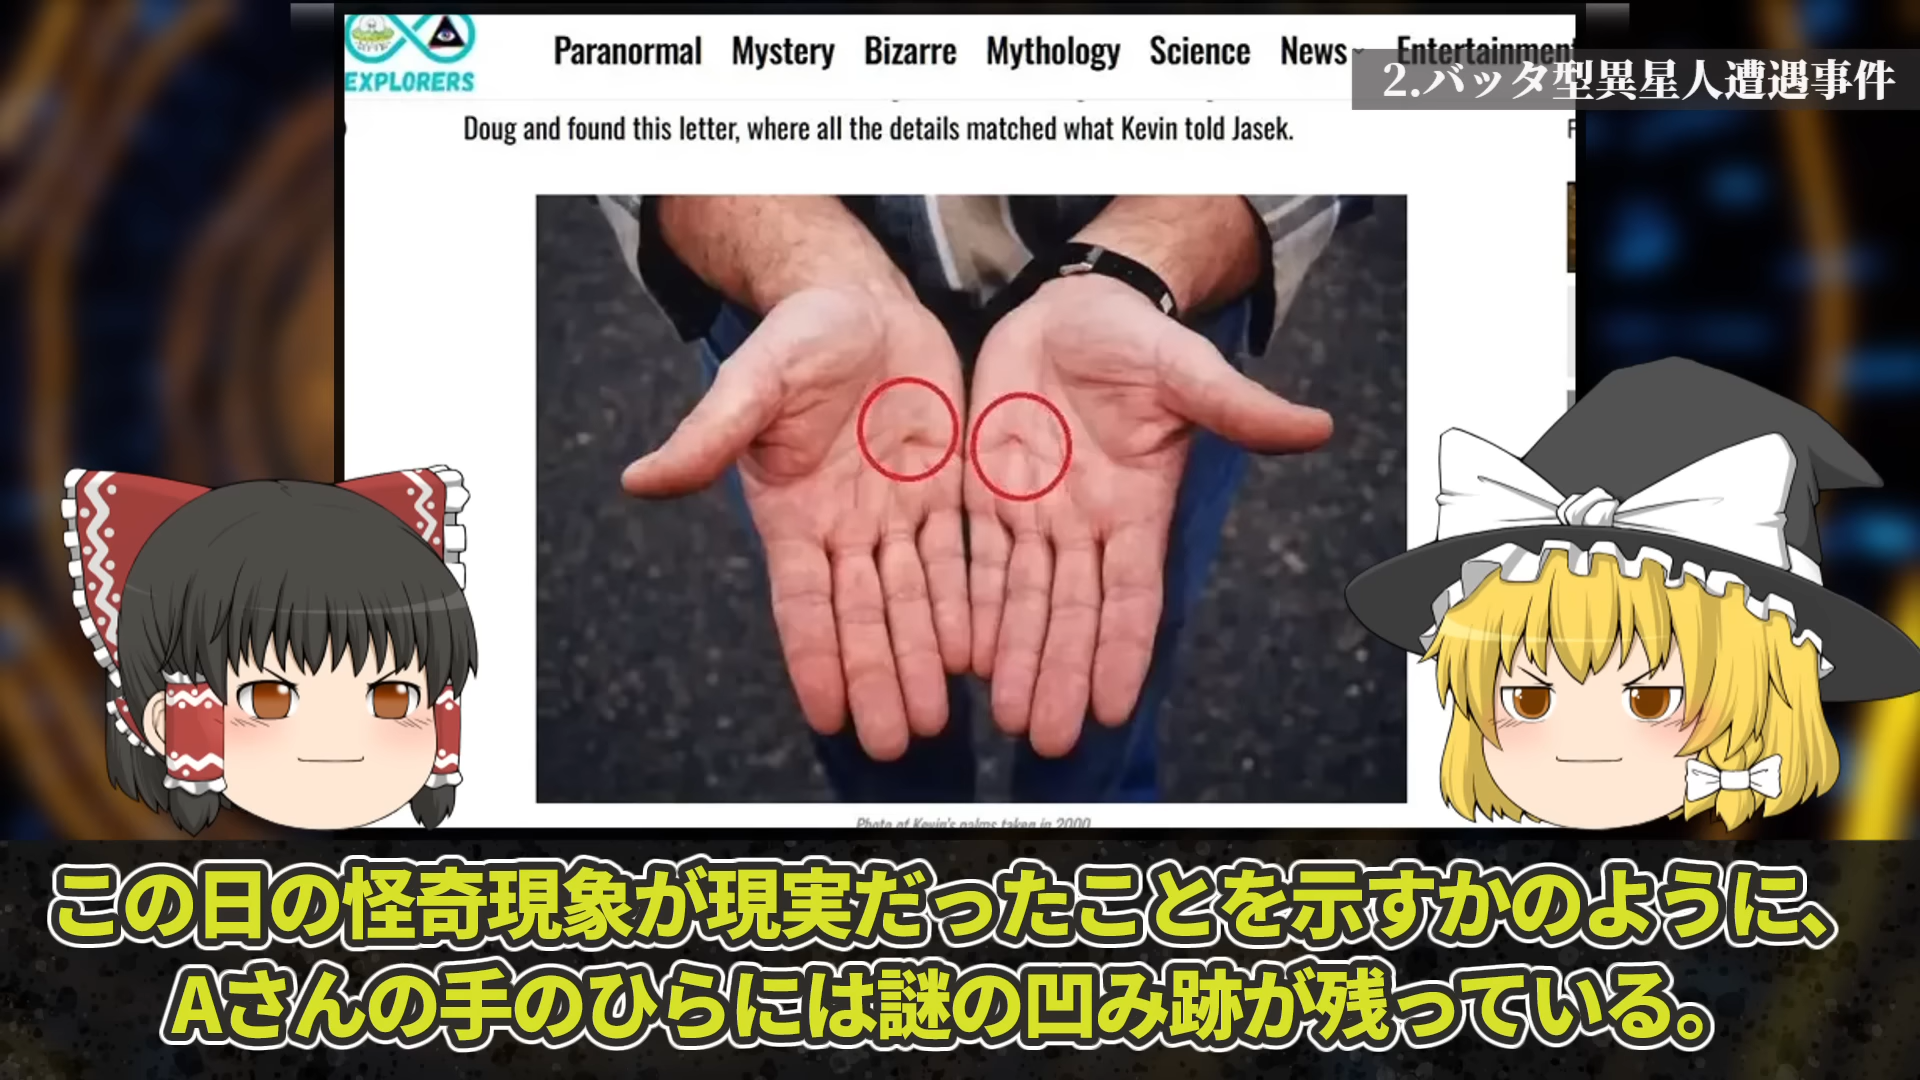 EXPLORERS
Paranormal Mystery Bizarre Mythology Science News Entertainment
2.バッタ型異星人遭遇事件
Doug and found this letter, where all the details matched what Kevin told Jasek.
Photo of Kevin's palms taken in 2000
この日の怪奇現象が現実だったことを示すかのように、
Aさんの手のひらには謎の凹み跡が残っている。